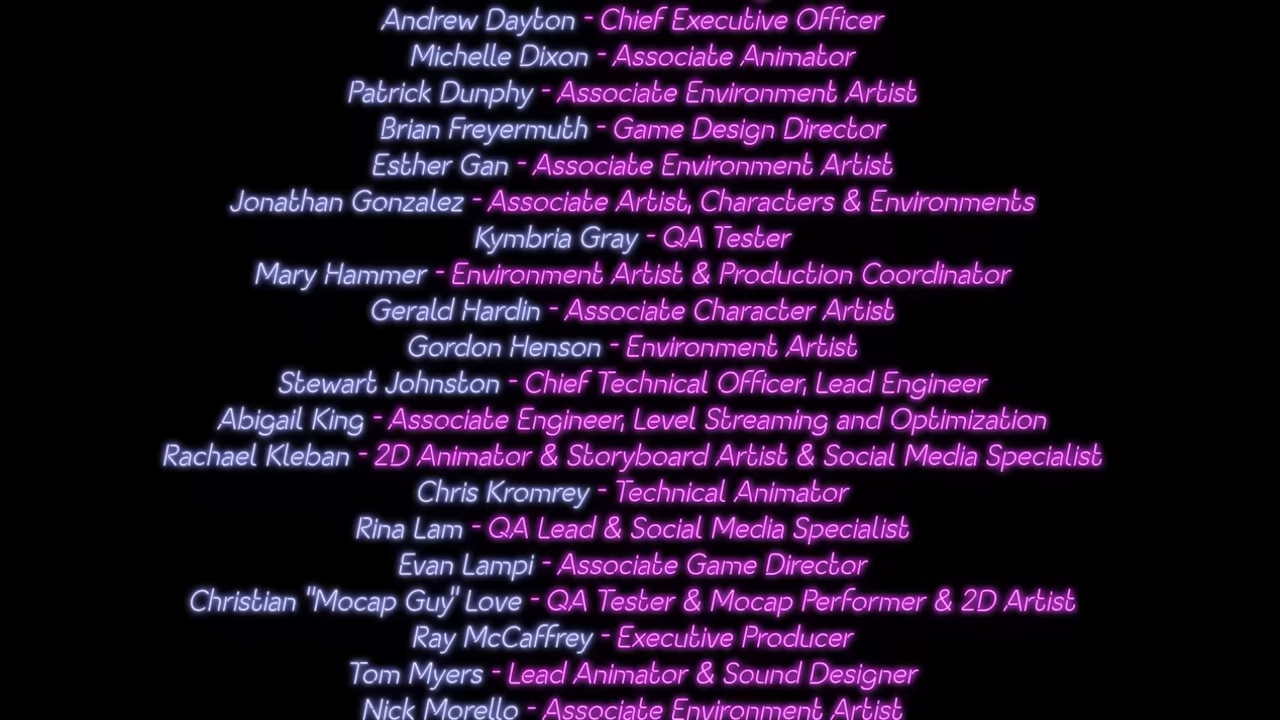 Andrew Dayton - Chief Executive Officer
Michelle Dixon - Associate Animator
Patrick Dunphy - Associate Environment Artist
Brian Freyermuth - Game Design Director
Esther Gan - Associate Environment Artist
Jonathan Gonzalez - Associate Artist, Characters & Environments
Kymbria Gray - QA Tester
Mary Hammer - Environment Artist & Production Coordinator
Gerald Hardin - Associate Character Artist
Gordon Henson - Environment Artist
Stewart Johnston - Chief Technical Officer, Lead Engineer
Abigail King - Associate Engineer, Level Streaming and Optimization
Rachael Kleban - 2D Animator & Storyboard Artist & Social Media Specialist
Chris Kromrey - Technical Animator
Rina Lam - QA Lead & Social Media Specialist
Evan Lampi - Associate Game Director
Christian "Mocap Guy" Love - QA Tester & Mocap Performer & 2D Artist
Ray McCaffrey - Executive Producer
Tom Myers - Lead Animator & Sound Designer
Nick Morello - Associate Environment Artist